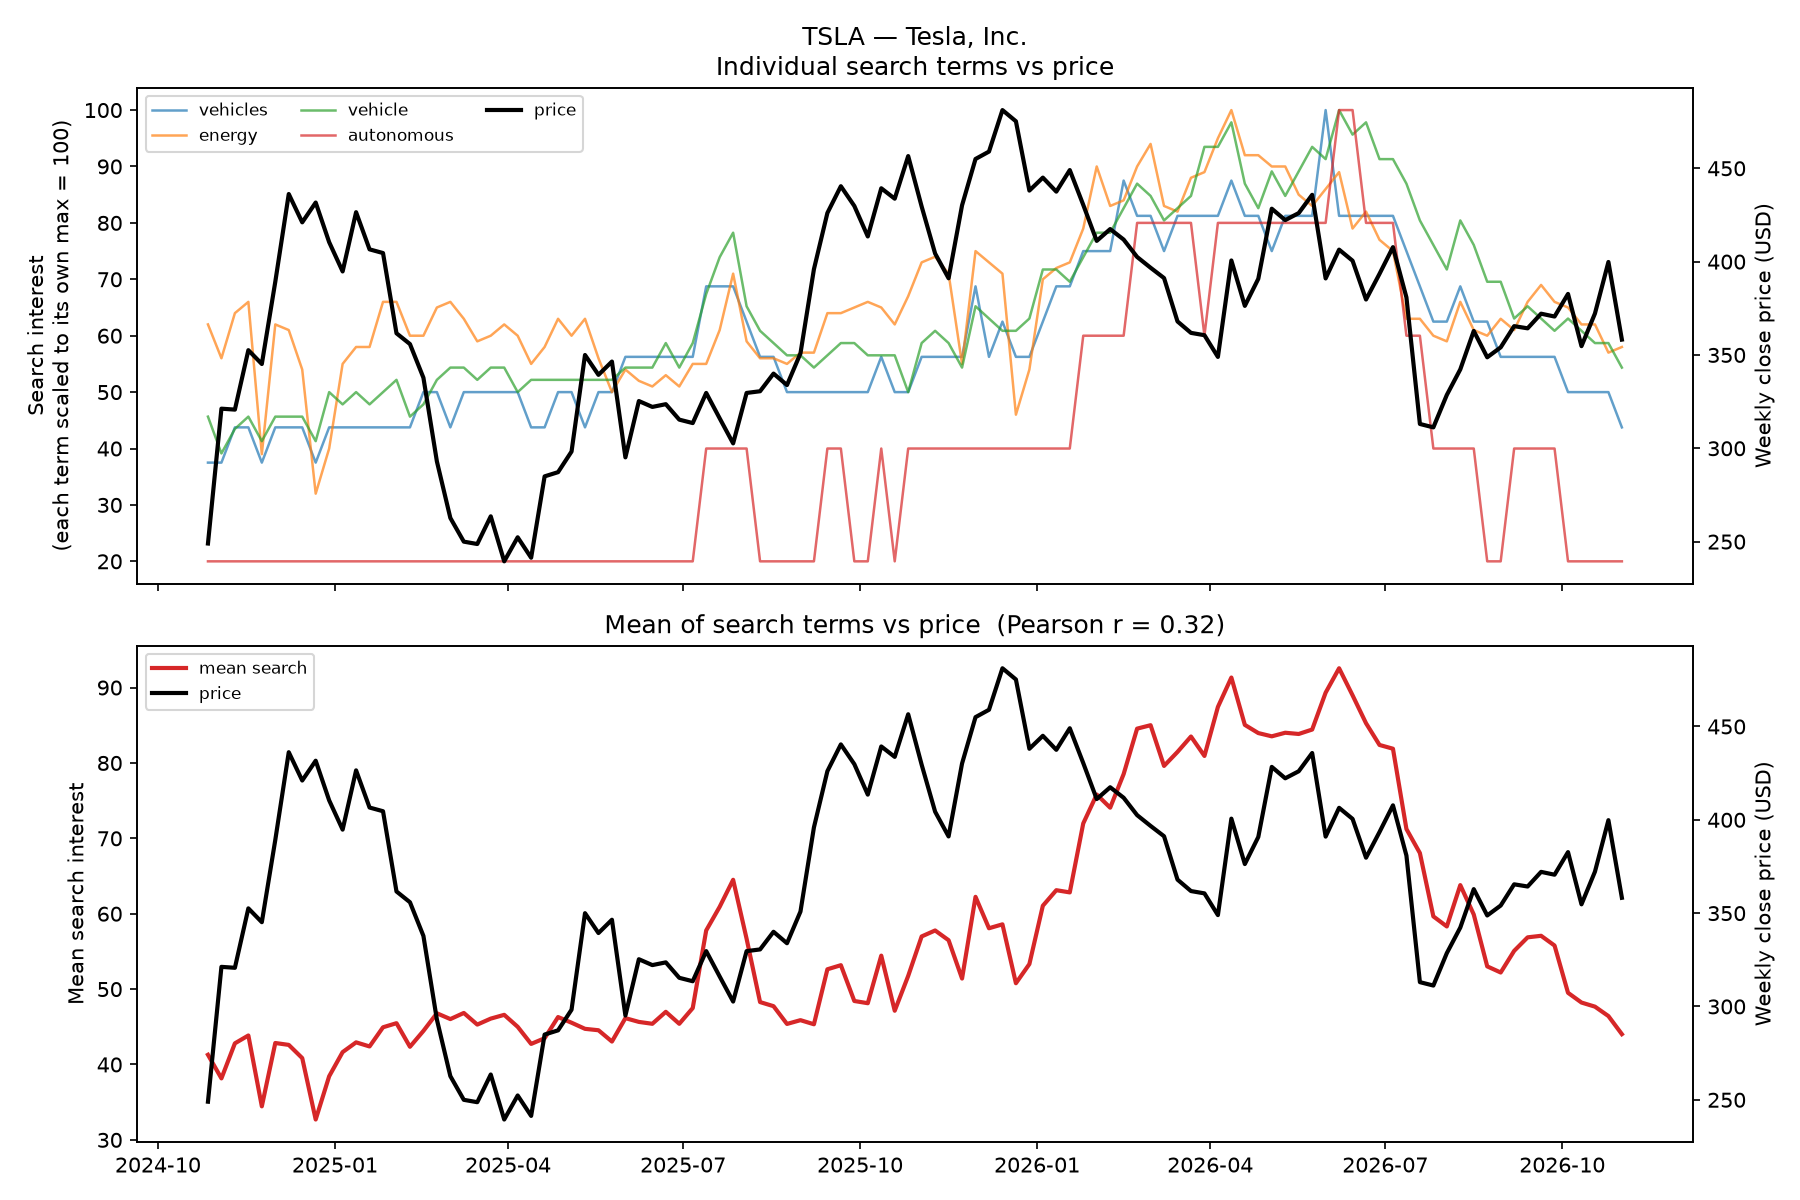 TSLA — Tesla, Inc.
Individual search terms vs price
vehicles
energy
vehicle
autonomous
price
Search interest
(each term scaled to its own max = 100)
100
90
80
70
60
50
40
30
20
450
400
350
300
250
Weekly close price (USD)
Mean of search terms vs price (Pearson r = 0.32)
mean search
price
Mean search interest
90
80
70
60
50
40
30
450
400
350
300
250
Weekly close price (USD)
2024-10
2025-01
2025-04
2025-07
2025-10
2026-01
2026-04
2026-07
2026-10